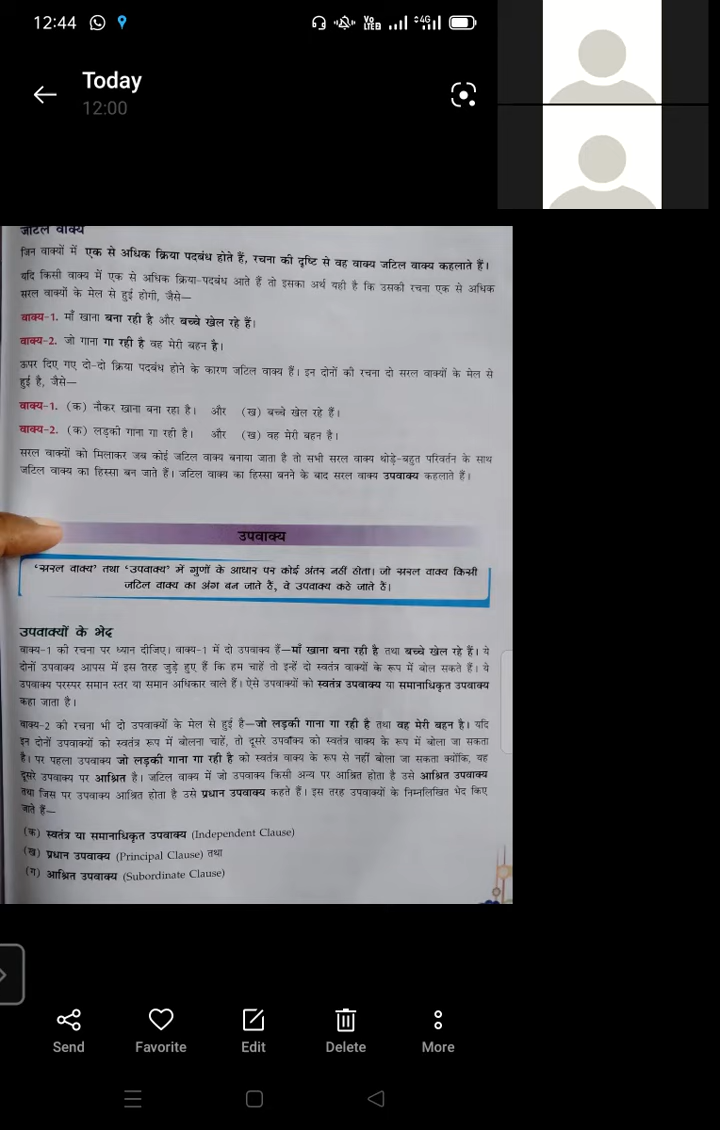 12:44
Vo LTE 2 4G
Today
12:00
जटिल वाक्य
जिन वाक्यों में एक से अधिक क्रिया पदबंध होते हैं, रचना की दृष्टि से वह वाक्य जटिल वाक्य कहलाते हैं।
यदि किसी वाक्य में एक से अधिक क्रिया-पदबंध आते हैं तो इसका अर्थ यही है कि उसकी रचना एक से अधिक
सरल वाक्यों के मेल से हुई होगी, जैसे—
वाक्य-1. माँ खाना बना रही है और बच्चे खेल रहे हैं।
वाक्य-2. जो गाना गा रही है वह मेरी बहन है।
ऊपर दिए गए दो-दो क्रिया पदबंध होने के कारण जटिल वाक्य हैं। इन दोनों की रचना दो सरल वाक्यों के मेल से
हुई है, जैसे—
वाक्य-1. (क) नौकर खाना बना रहा है। और (ख) बच्चे खेल रहे हैं।
वाक्य-2. (क) लड़की गाना गा रही है। और (ख) वह मेरी बहन है।
सरल वाक्यों को मिलाकर जब कोई जटिल वाक्य बनाया जाता है तो सभी सरल वाक्य थोड़े-बहुत परिवर्तन के साथ
जटिल वाक्य का हिस्सा बन जाते हैं। जटिल वाक्य का हिस्सा बनने के बाद सरल वाक्य उपवाक्य कहलाते हैं।
उपवाक्य
'सरल वाक्य' तथा 'उपवाक्य' में गुणों के आधार पर कोई अंतर नहीं होता। जो सरल वाक्य किसी
जटिल वाक्य का अंग बन जाते हैं, वे उपवाक्य कहे जाते हैं।
उपवाक्यों के भेद
वाक्य-1 की रचना पर ध्यान दीजिए। वाक्य-1 में दो उपवाक्य हैं—माँ खाना बना रही है तथा बच्चे खेल रहे हैं। ये
दोनों उपवाक्य आपस में इस तरह जुड़े हुए हैं कि हम चाहें तो इन्हें दो स्वतंत्र वाक्यों के रूप में बोल सकते हैं। ये
उपवाक्य परस्पर समान स्तर या समान अधिकार वाले हैं। ऐसे उपवाक्यों को स्वतंत्र उपवाक्य या समानाधिकृत उपवाक्य
कहा जाता है।
वाक्य-2 की रचना भी दो उपवाक्यों के मेल से हुई है—जो लड़की गाना गा रही है तथा वह मेरी बहन है। यदि
इन दोनों उपवाक्यों को स्वतंत्र रूप में बोलना चाहें, तो दूसरे उपवाक्य को स्वतंत्र वाक्य के रूप में बोला जा सकता
है। पर पहला उपवाक्य जो लड़की गाना गा रही है को स्वतंत्र वाक्य के रूप से नहीं बोला जा सकता क्योंकि, यह
दूसरे उपवाक्य पर आश्रित है। जटिल वाक्य में जो उपवाक्य किसी अन्य पर आश्रित होता है उसे आश्रित उपवाक्य
तथा जिस पर उपवाक्य आश्रित होता है उसे प्रधान उपवाक्य कहते हैं। इस तरह उपवाक्यों के निम्नलिखित भेद किए
जाते हैं—
(क) स्वतंत्र या समानाधिकृत उपवाक्य (Independent Clause)
(ख) प्रधान उपवाक्य (Principal Clause) तथा
(ग) आश्रित उपवाक्य (Subordinate Clause)
Send Favorite Edit Delete More